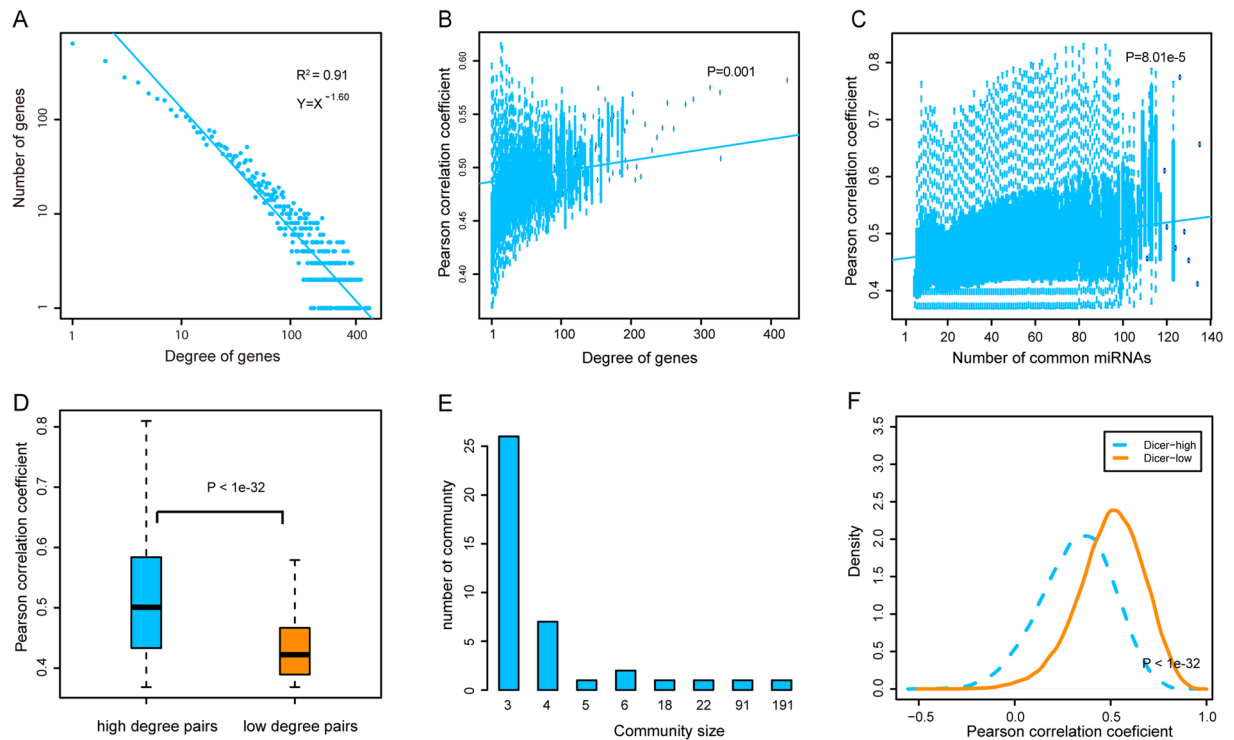 A
Number of genes
100
10
1
R² = 0.91
Y=X⁻¹·⁶⁰
1 10 100 400
Degree of genes
B
Pearson correlation coefficient
0.60
0.55
0.50
0.45
0.40
P=0.001
1 100 200 300 400
Degree of genes
C
Pearson correlation coefficient
0.8
0.7
0.6
0.5
0.4
P=8.01e-5
1 20 40 60 80 100 120 140
Number of common miRNAs
D
Pearson correlation coefficient
0.8
0.7
0.6
0.5
0.4
P < 1e-32
high degree pairs low degree pairs
E
number of community
25
20
15
10
5
0
3 4 5 6 18 22 91 191
Community size
F
Density
3.5
3.0
2.5
2.0
1.5
1.0
0.5
0.0
Dicer−high
Dicer−low
P < 1e-32
−0.5 0.0 0.5 1.0
Pearson correlation coeficient